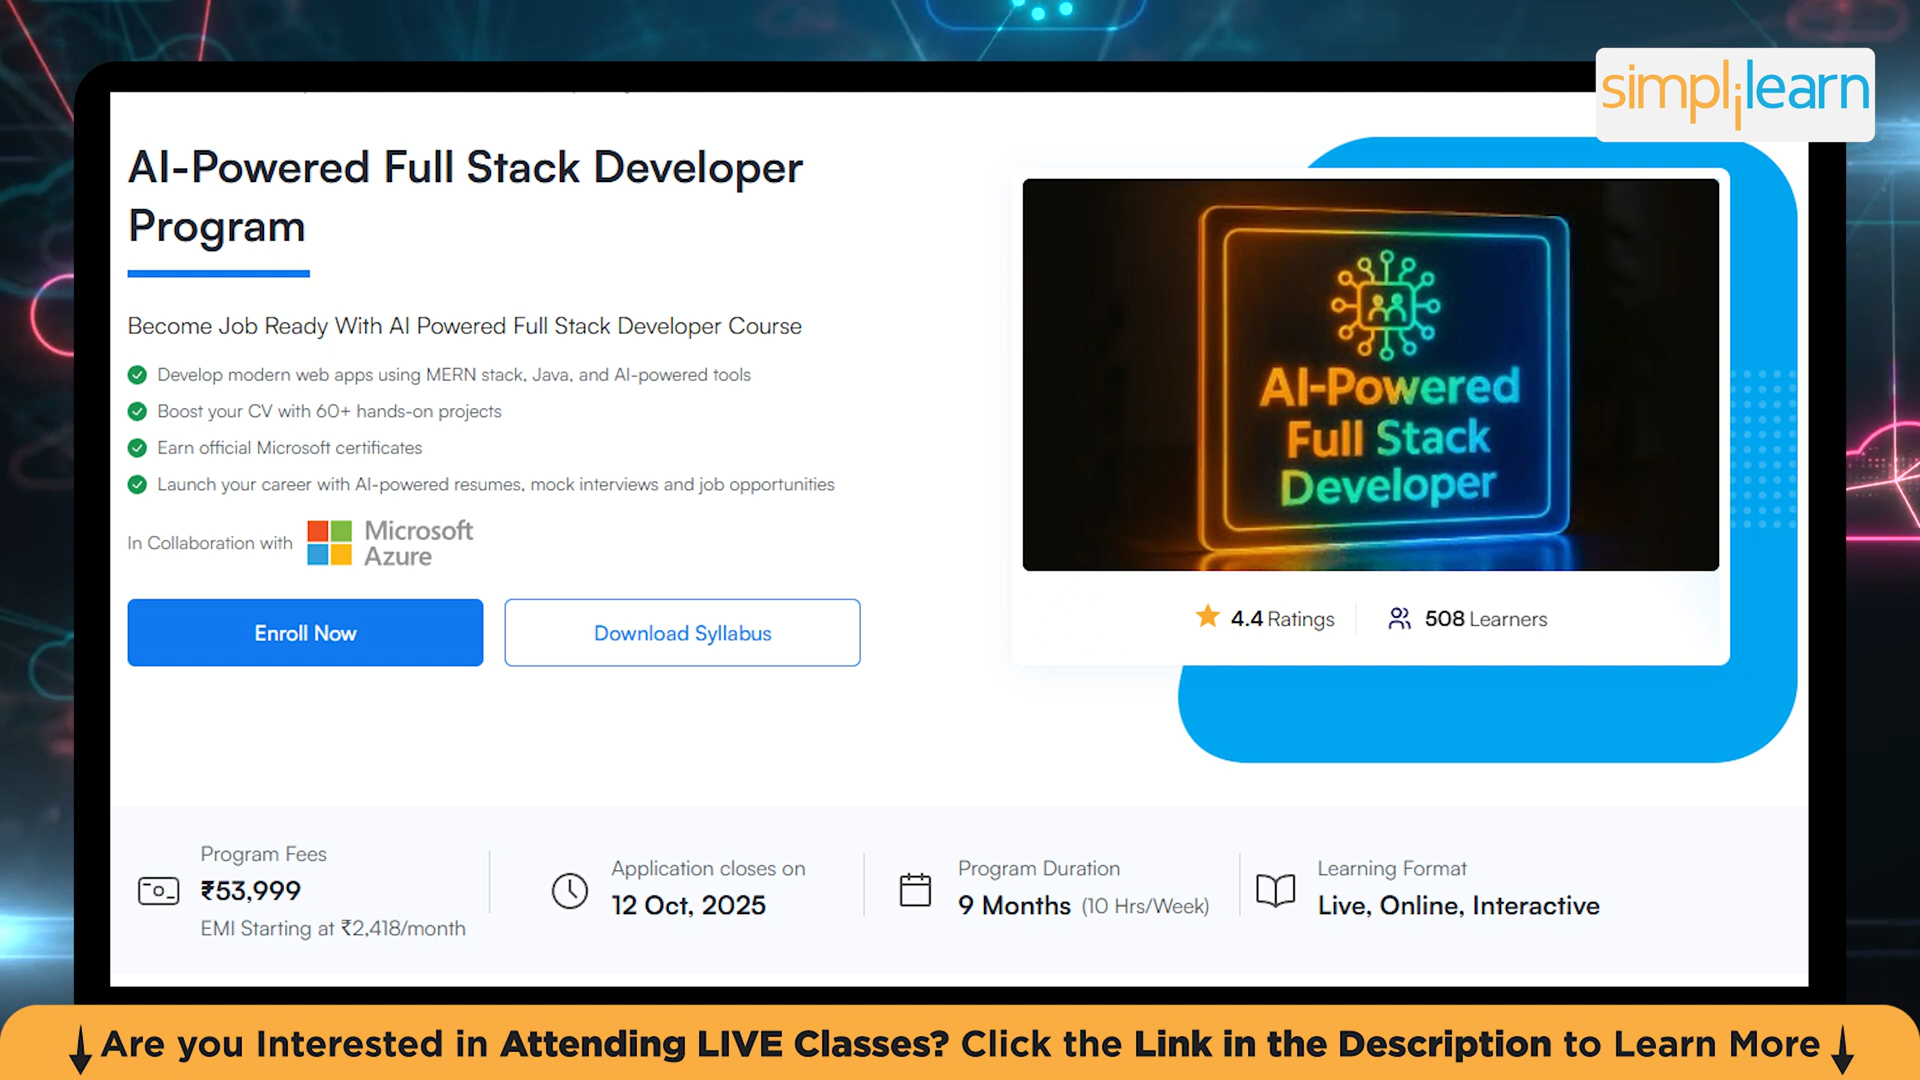 simplilearn
AI-Powered Full Stack Developer
Program
Become Job Ready With AI Powered Full Stack Developer Course
Develop modern web apps using MERN stack, Java, and AI-powered tools
Boost your CV with 60+ hands-on projects
Earn official Microsoft certificates
Launch your career with AI-powered resumes, mock interviews and job opportunities
In Collaboration with
Microsoft
Azure
Enroll Now
Download Syllabus
AI-Powered
Full Stack
Developer
4.4 Ratings
508 Learners
Program Fees
₹53,999
EMI Starting at ₹2,418/month
Application closes on
12 Oct, 2025
Program Duration
9 Months (10 Hrs/Week)
Learning Format
Live, Online, Interactive
Are you Interested in Attending LIVE Classes? Click the Link in the Description to Learn More